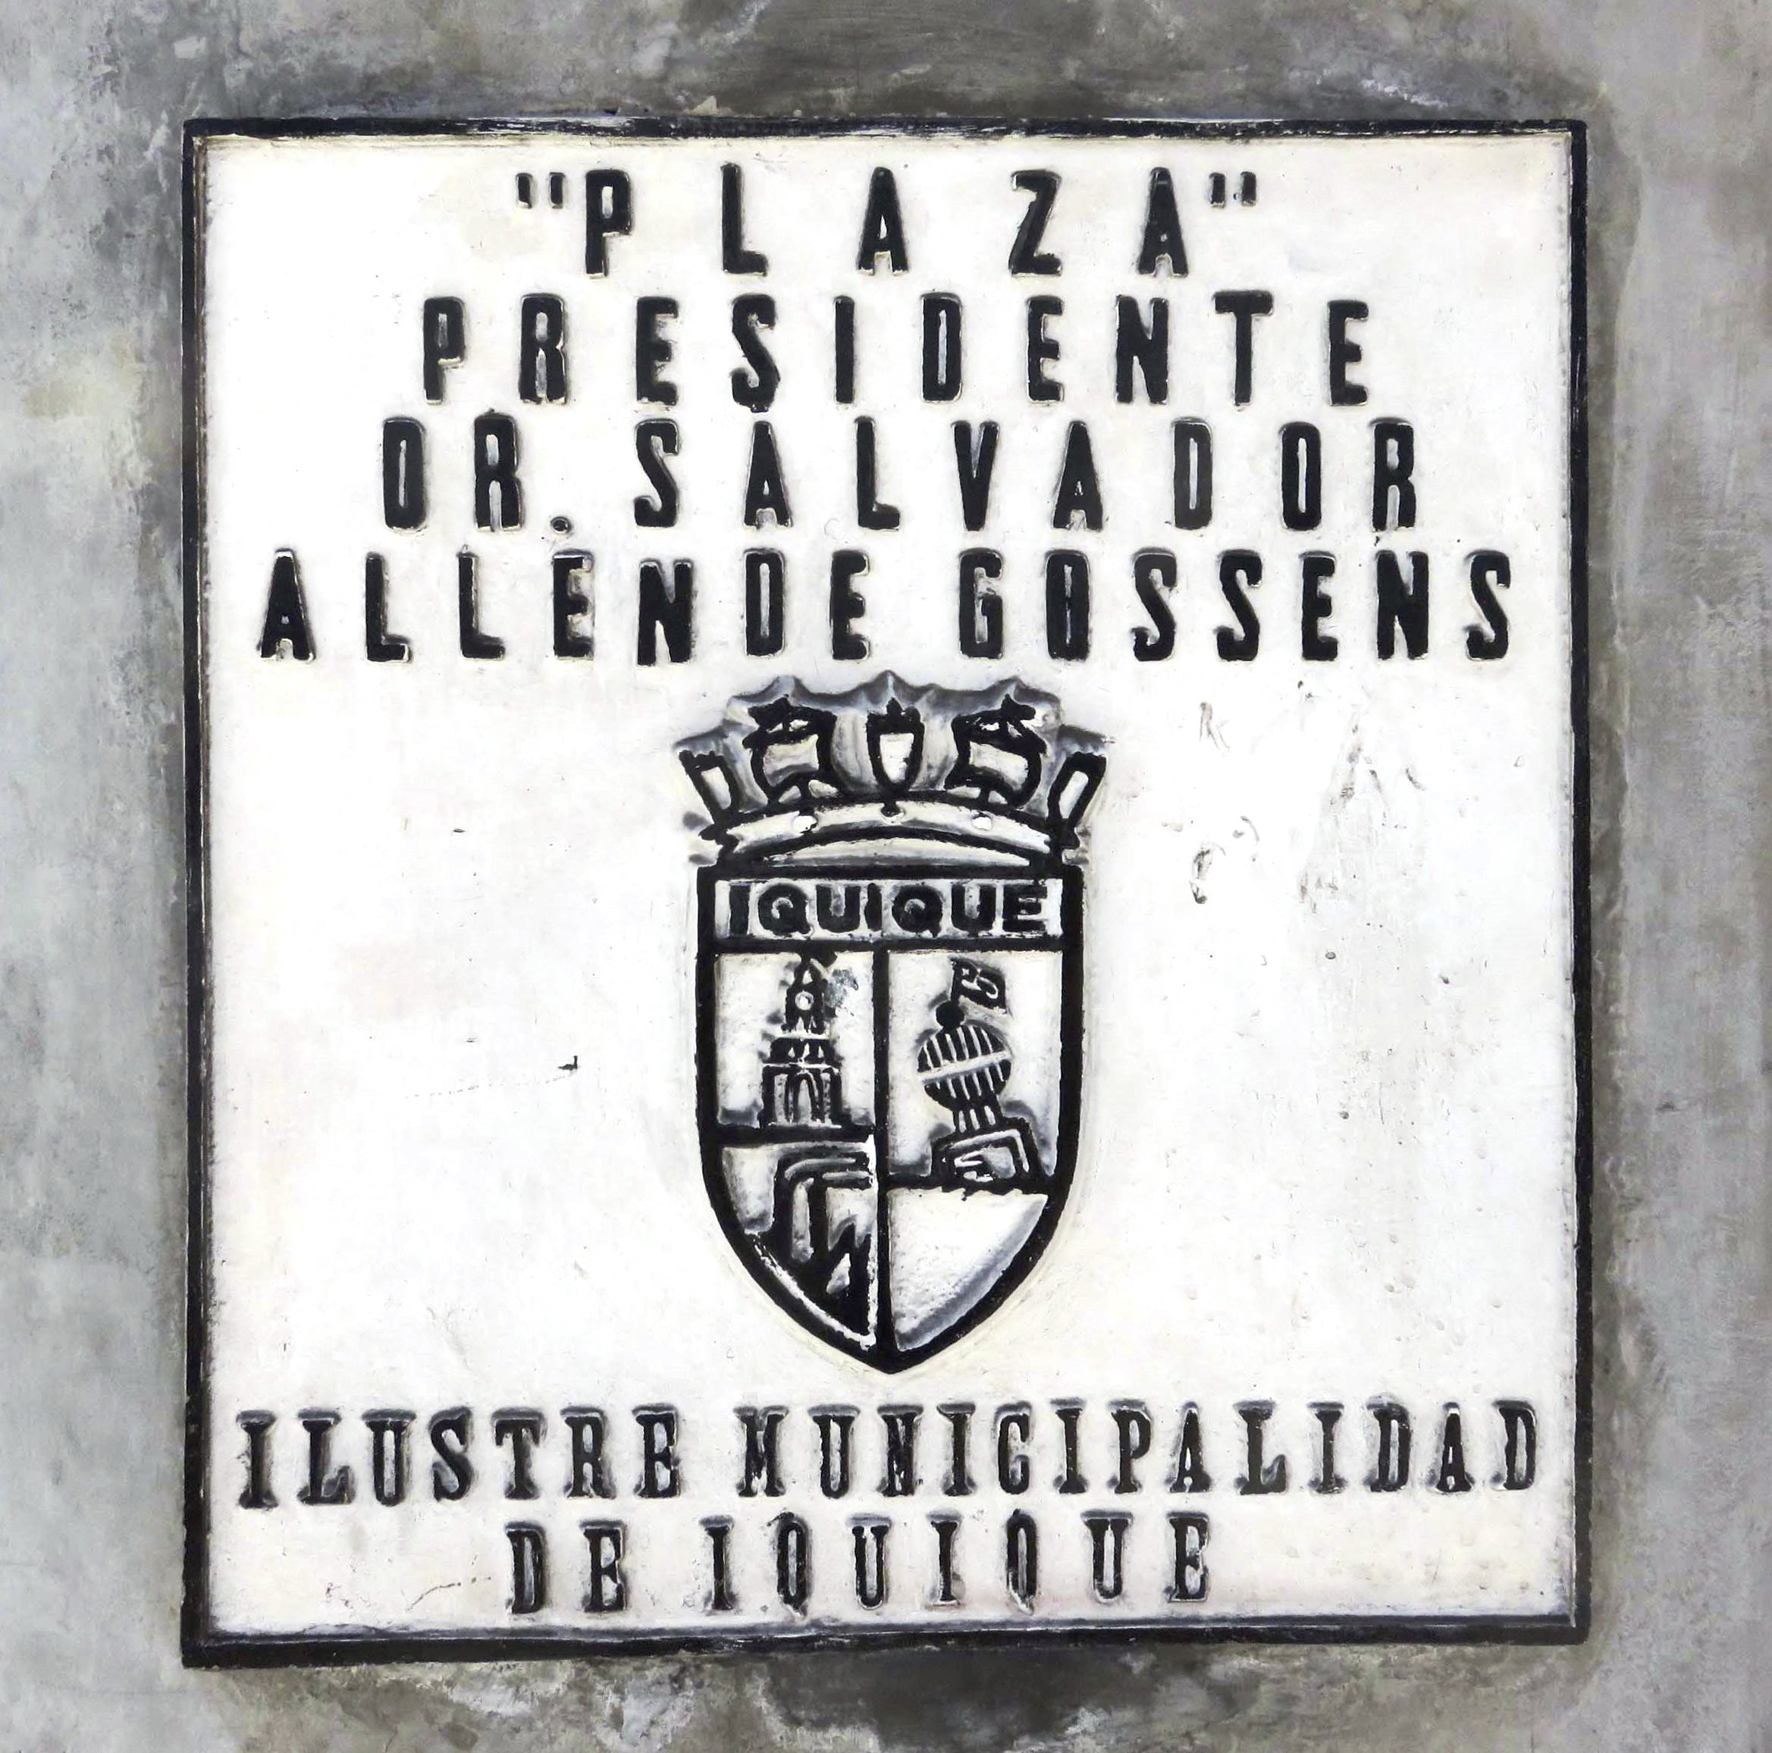 "PLAZA"
PRESIDENTE
DR. SALVADOR
ALLENDE GOSSENS
IQUIQUE
ILUSTRE MUNICIPALIDAD
DE IQUIQUE